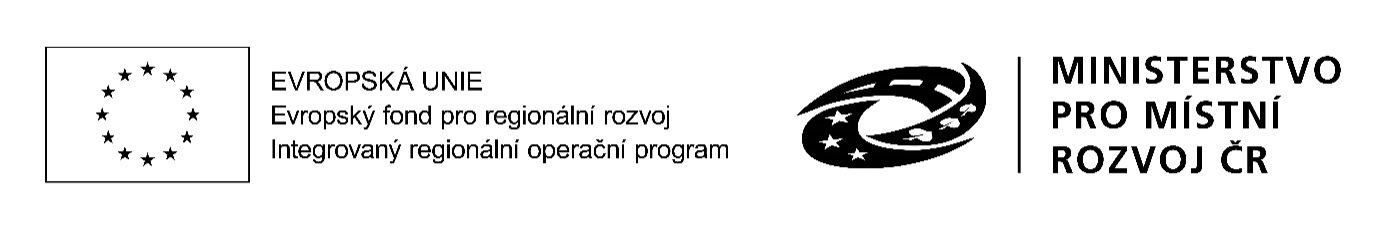 EVROPSKÁ UNIE
Evropský fond pro regionální rozvoj
Integrovaný regionální operační program
MINISTERSTVO
PRO MÍSTNÍ
ROZVOJ ČR